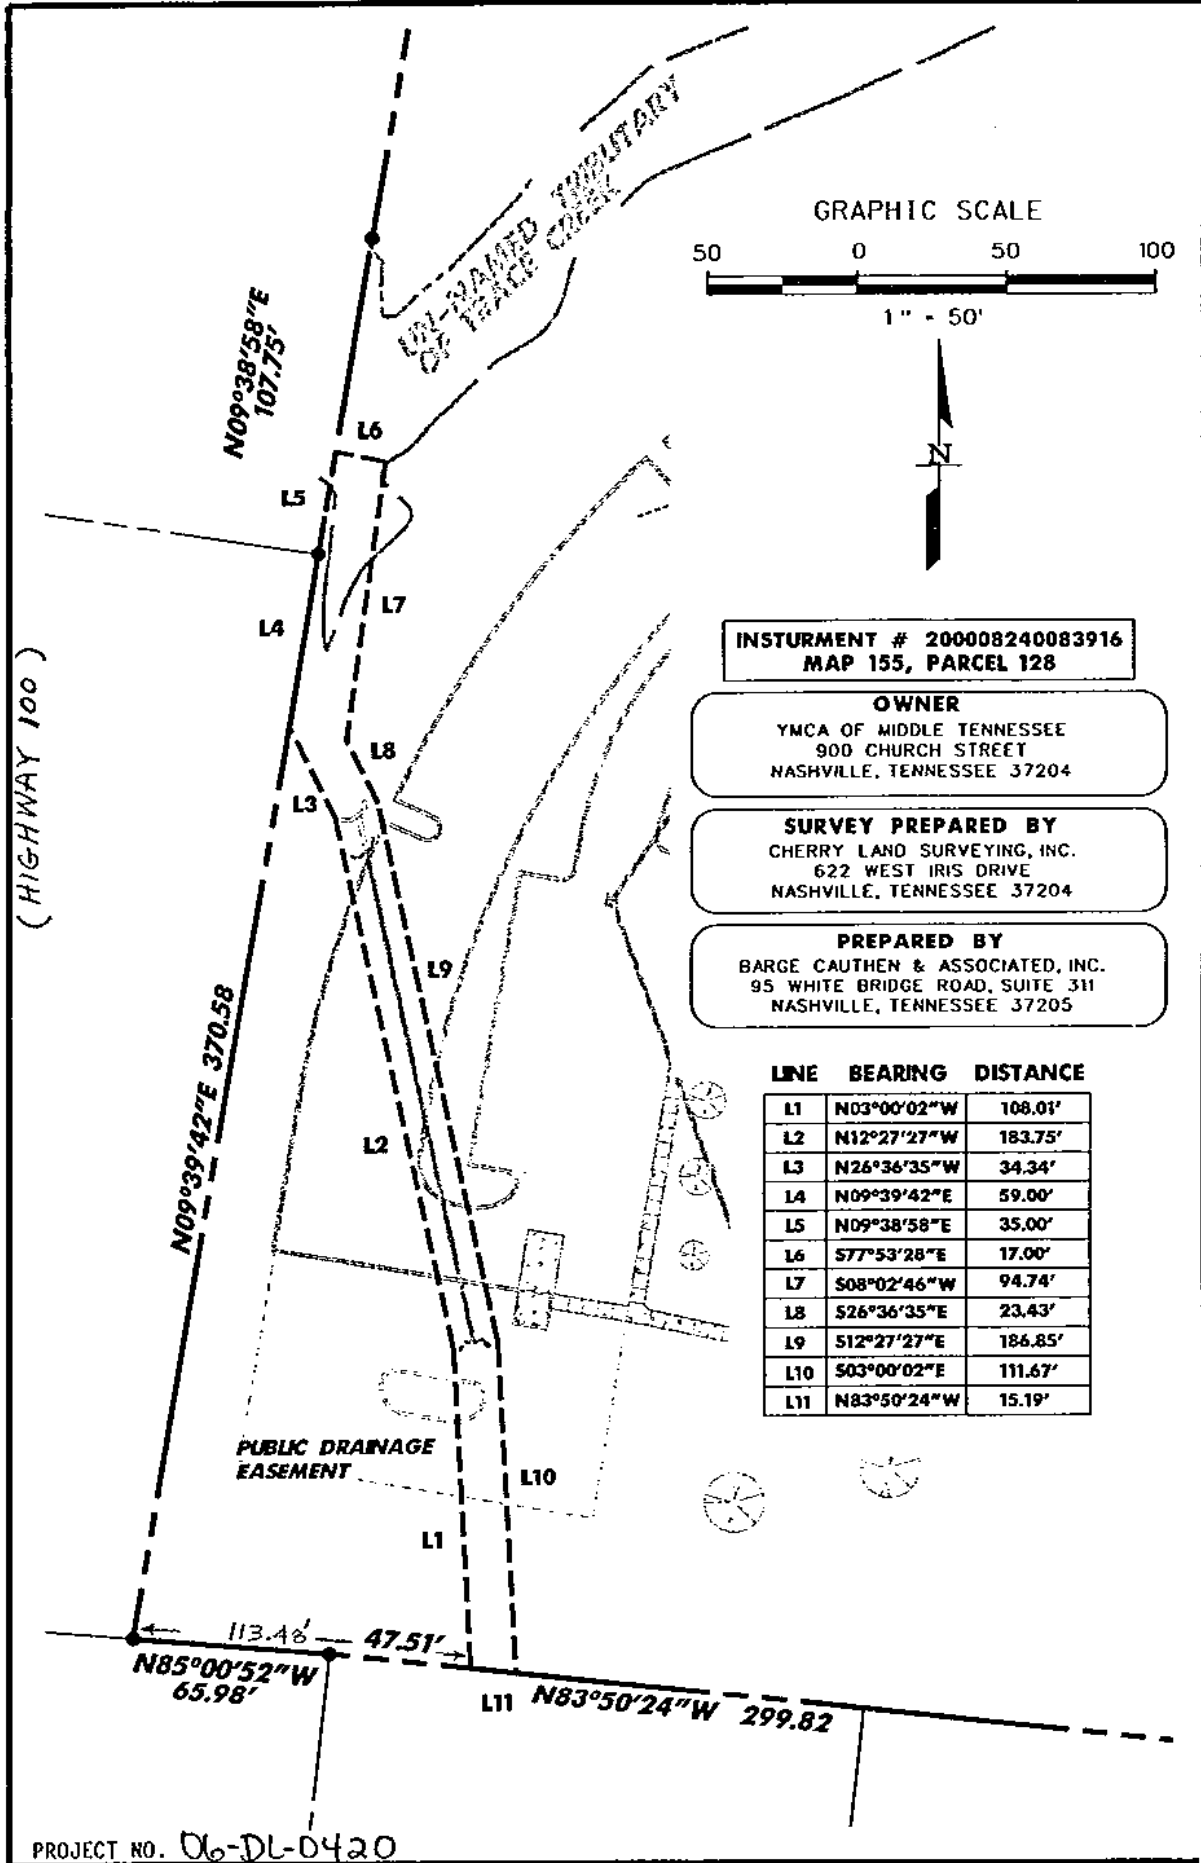 UN-NAMED TRIBUTARY
OF TRACE CREEK
GRAPHIC SCALE
50 0 50 100
1" - 50'
N
N09°38'58"E
107.75'
L6
L5
L7
L4
L8
L3
(HIGHWAY 100)
INSTURMENT # 200008240083916
MAP 155, PARCEL 128
OWNER
YMCA OF MIDDLE TENNESSEE
900 CHURCH STREET
NASHVILLE, TENNESSEE 37204
SURVEY PREPARED BY
CHERRY LAND SURVEYING, INC.
622 WEST IRIS DRIVE
NASHVILLE, TENNESSEE 37204
PREPARED BY
BARGE CAUTHEN & ASSOCIATED, INC.
95 WHITE BRIDGE ROAD, SUITE 311
NASHVILLE, TENNESSEE 37205
L9
N09°39'42"E 370.58
L2
LINE BEARING DISTANCE
L1 N03°00'02"W 108.01'
L2 N12°27'27"W 183.75'
L3 N26°36'35"W 34.34'
L4 N09°39'42"E 59.00'
L5 N09°38'58"E 35.00'
L6 S77°53'28"E 17.00'
L7 S08°02'46"W 94.74'
L8 S26°36'35"E 23.43'
L9 S12°27'27"E 186.85'
L10 S03°00'02"E 111.67'
L11 N83°50'24"W 15.19'
PUBLIC DRAINAGE
EASEMENT
L10
L1
113.48' 47.51'
N85°00'52"W
65.98'
L11 N83°50'24"W 299.82
PROJECT NO. 06-DL-0420